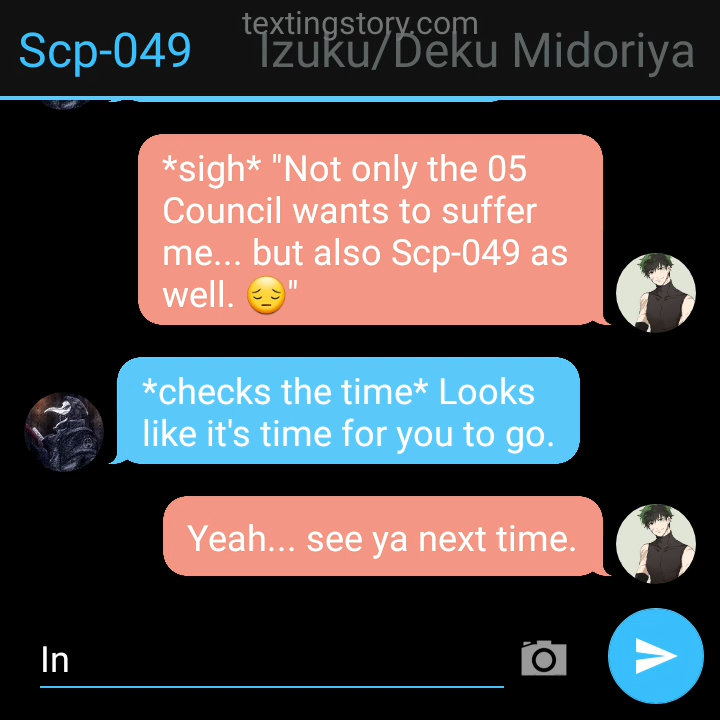 textingstory.com
Scp-049 Izuku/Deku Midoriya
*sigh* "Not only the 05
Council wants to suffer
me... but also Scp-049 as
well. 😔"
*checks the time* Looks
like it's time for you to go.
Yeah... see ya next time.
In